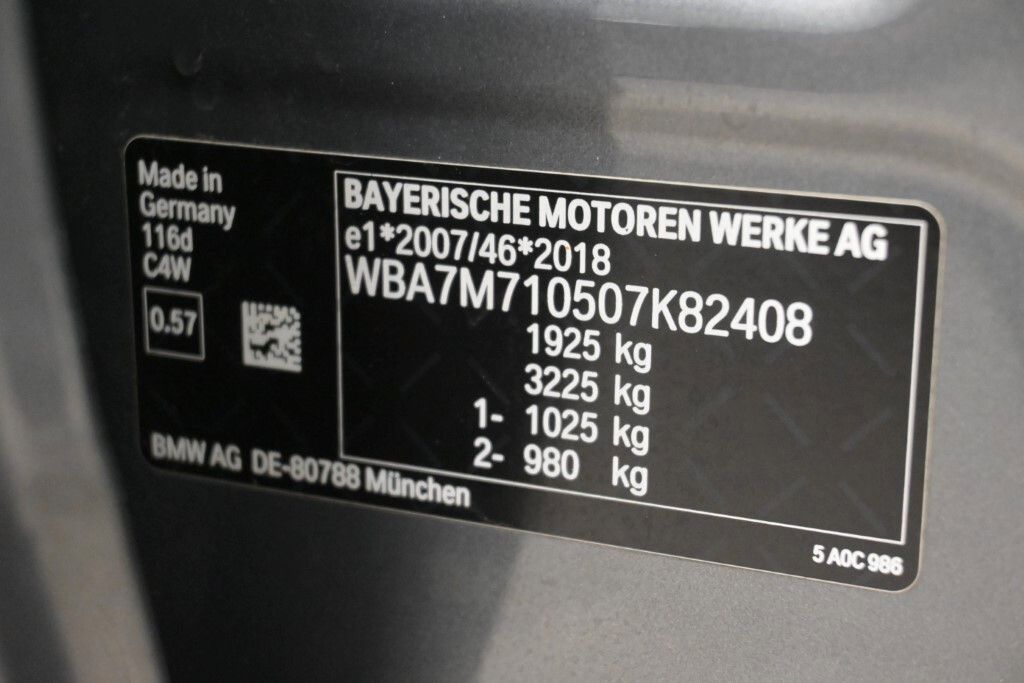 Made in
Germany
116d
C4W
0.57
BAYERISCHE MOTOREN WERKE AG
e1*2007/46*2018
WBA7M710507K82408
1925 kg
3225 kg
1- 1025 kg
2- 980 kg
BMW AG DE-80788 München
5 A0C 986